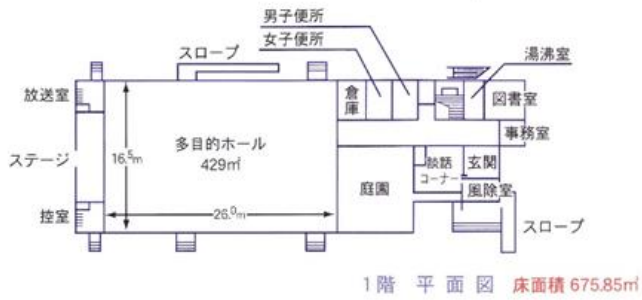 男子便所
女子便所
スロープ
湯沸室
放送室
倉庫
図書室
事務室
多目的ホール
429㎡
16.5m
ステージ
談話
コーナー
玄関
庭園
風除室
26.0m
控室
スロープ
1階 平面図 床面積 675.85㎡